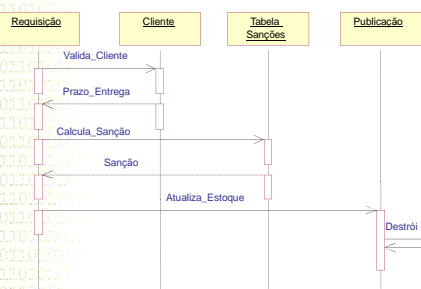 Requisição
Cliente
Tabela
Sanções
Publicação
Valida_Cliente
Prazo_Entrega
Calcula_Sanção
Sanção
Atualiza_Estoque
Destrói